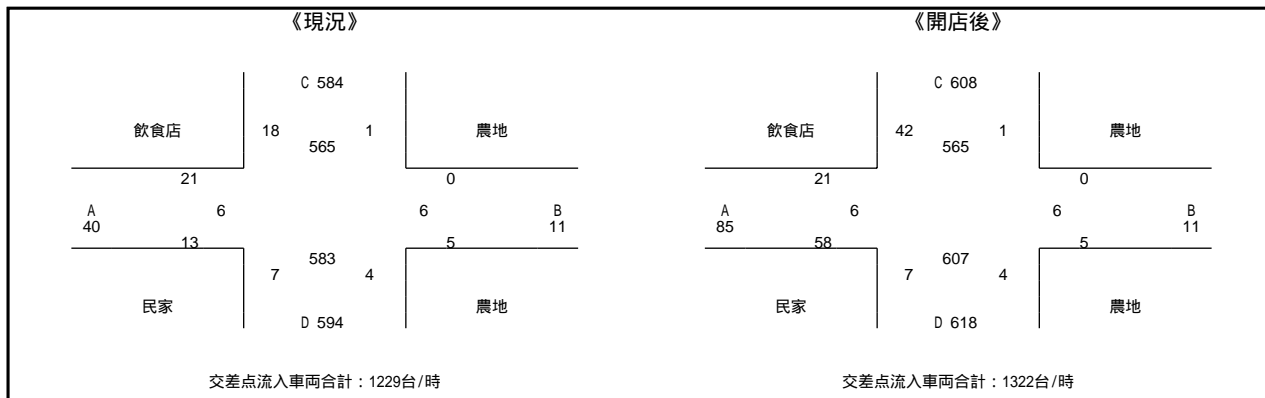 《現況》 《開店後》
C 584 C 608
飲食店 18 1 農地 飲食店 42 1 農地
565 565
21 0 21 0
A 6 6 B A 6 6 B
40 11 85 11
13 5 58 5
583 607
7 4 7 4
民家 農地 民家 農地
D 594 D 618
交差点流入車両合計：1229台/時 交差点流入車両合計：1322台/時